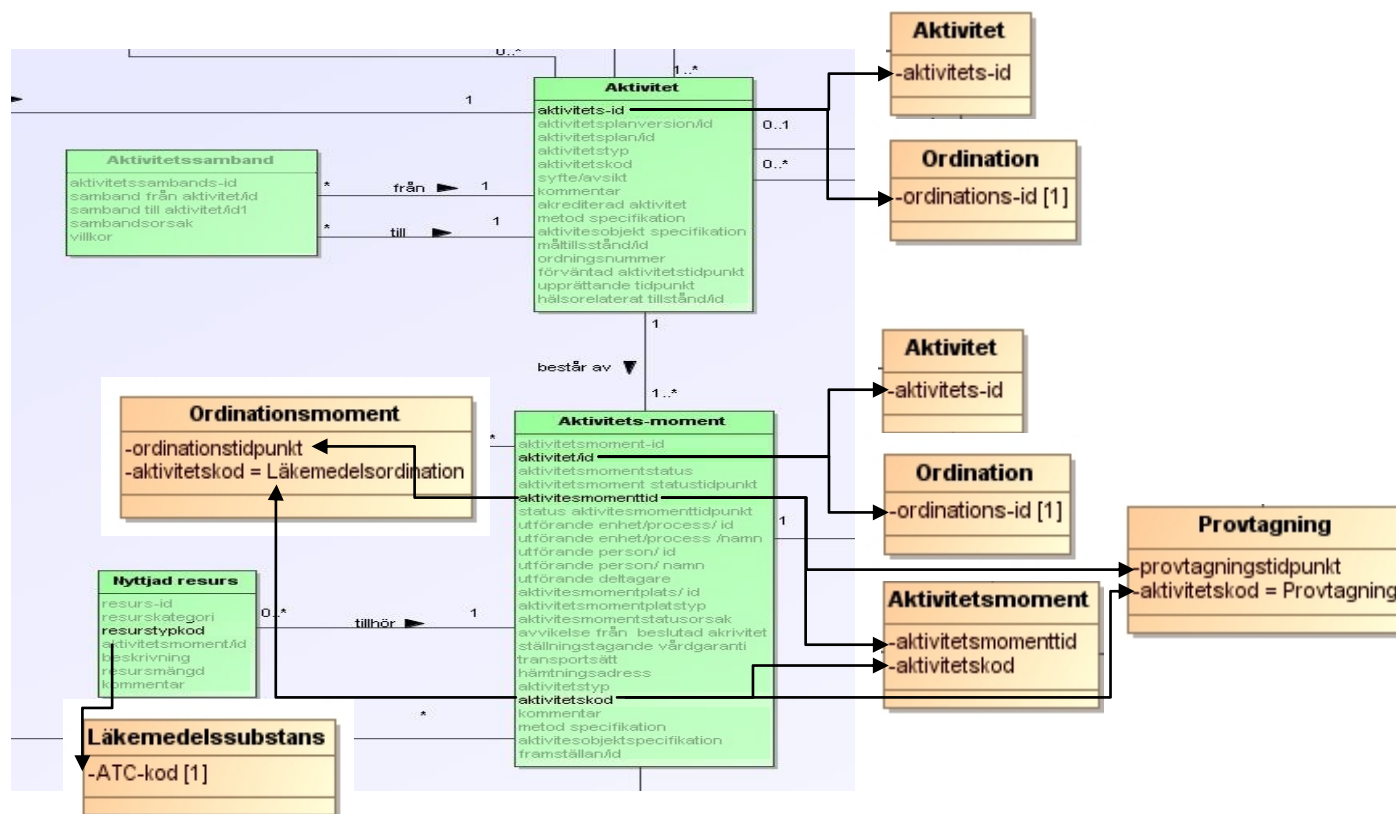 0..*
1..*
1
Aktivitet
aktivitets-id
aktivitetsplanversion/id
aktivitetsplan/id
aktivitetstyp
aktivitetskod
syfte/avsikt
kommentar
akrediterad aktivitet
metod specifikation
aktivitesobjekt specifikation
måltillsstånd/id
ordningsnummer
förväntad aktivitetstidpunkt
upprättande tidpunkt
hälsorelaterat tillstånd/id
0..1
0..*
Aktivitetssamband
aktivitetssambands-id
samband från aktivitet/id
samband till aktivitet/id1
sambandsorsak
villkor
*
från
1
*
till
1
Aktivitet
-aktivitets-id
Ordination
-ordinations-id [1]
1
består av
1..*
Aktivitet
-aktivitets-id
Ordination
-ordinations-id [1]
Ordinationsmoment
-ordinationstidpunkt
-aktivitetskod = Läkemedelsordination
*
Aktivitets-moment
aktivitetsmoment-id
aktivitet/id
aktivitetsmomentstatus
aktivitetsmoment statustidpunkt
aktivitesmomenttid
status aktivitesmomenttidpunkt
utförande enhet/process/ id
utförande enhet/process /namn
utförande person/ id
utförande person/ namn
utförande deltagare
aktivitesmomentplats/ id
aktivitetsmomentplatstyp
aktivitesmomentstatusorsak
avvikelse från beslutad akrivitet
ställningstagande vårdgaranti
transportsätt
hämtningsadress
aktivitetstyp
aktivitetskod
kommentar
metod specifikation
aktivitesobjektspecifikation
framställan/id
1
Nyttjad resurs
resurs-id
resurskategori
resurstypkod
aktivitetsmoment/id
beskrivning
resursmängd
kommentar
0..*
tillhör
1
*
Läkemedelssubstans
-ATC-kod [1]
Aktivitetsmoment
-aktivitetsmomenttid
-aktivitetskod
Provtagning
-provtagningstidpunkt
-aktivitetskod = Provtagning